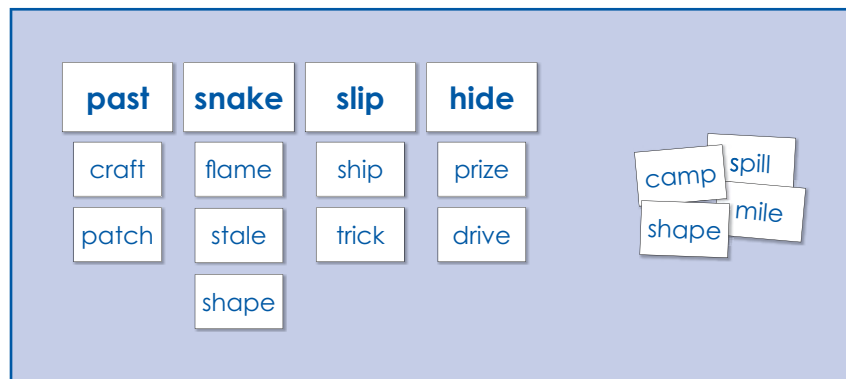 past snake slip hide
craft flame ship prize
patch stale trick drive
shape
camp spill
shape mile